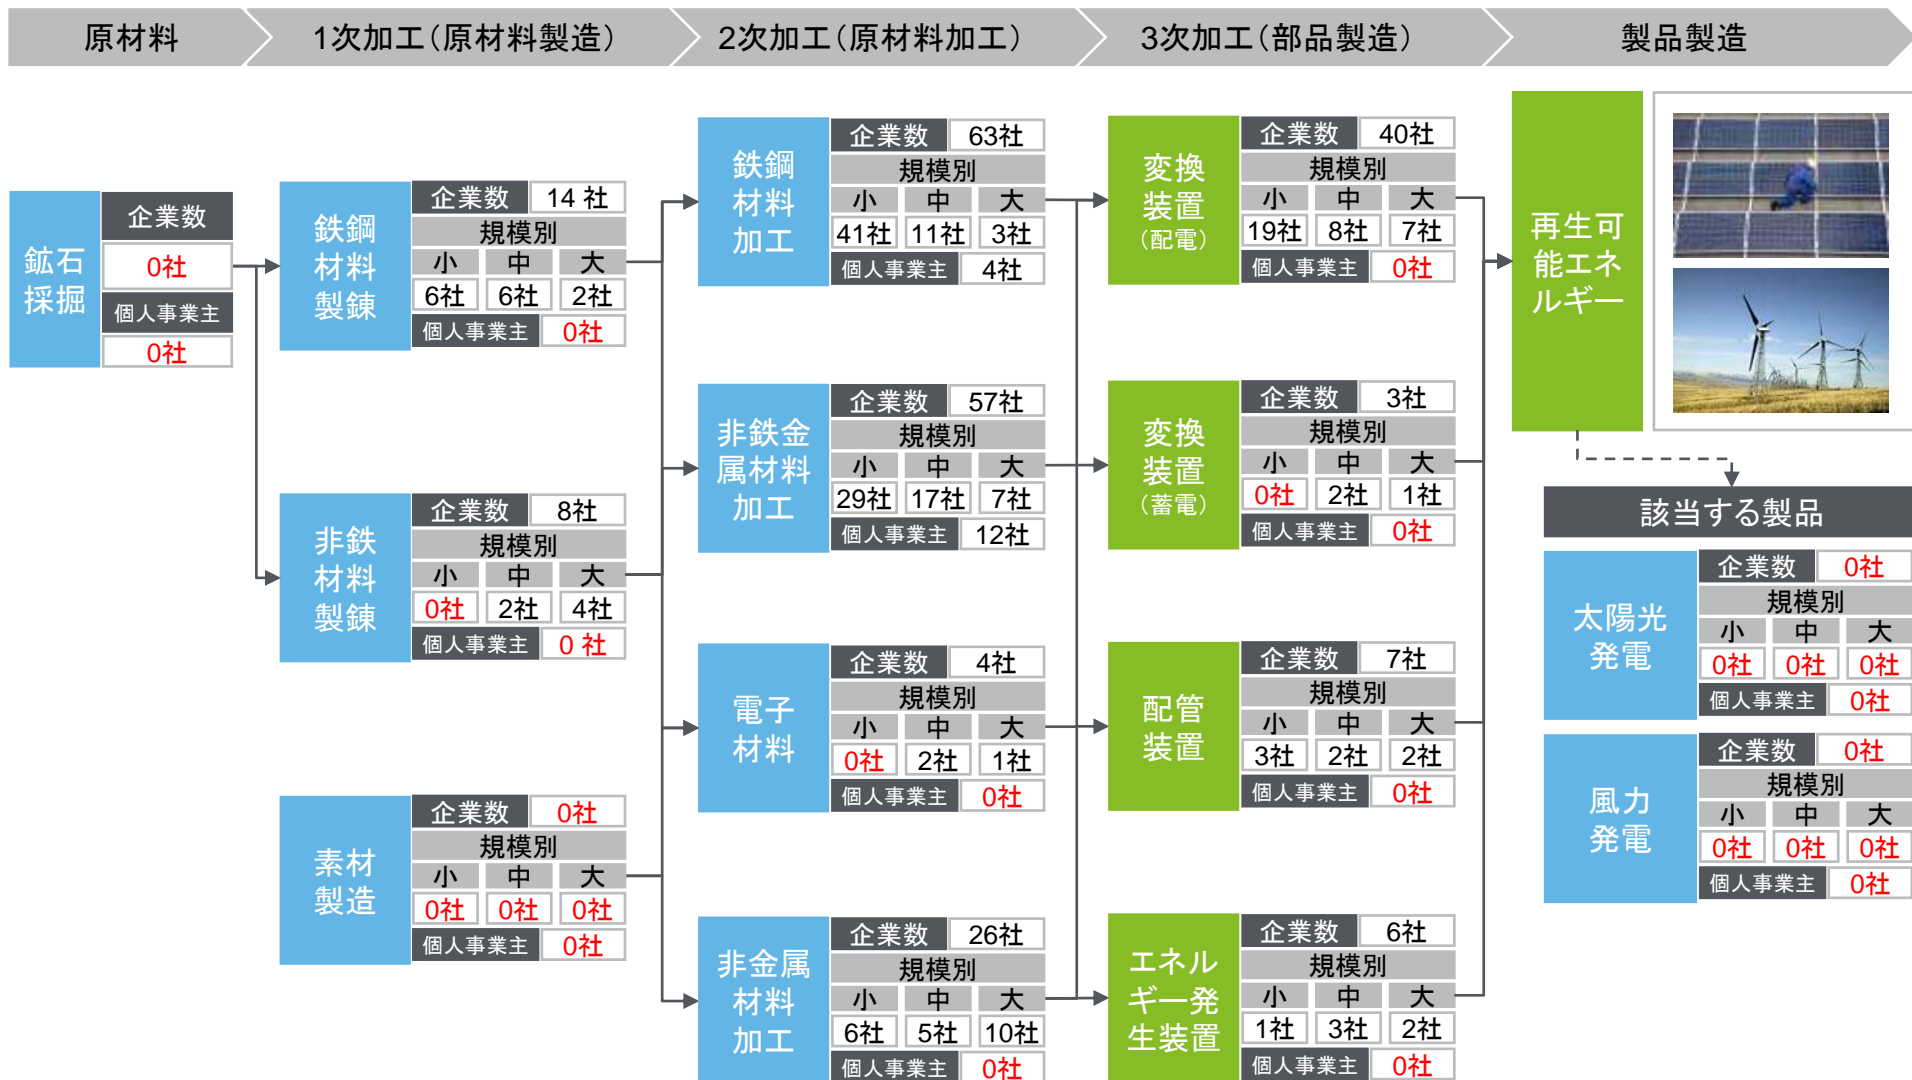 原材料
1次加工（原材料製造）
2次加工（原材料加工）
3次加工（部品製造）
製品製造
鉱石
採掘
企業数
0社
個人事業主
0社
鉄鋼
材料
製錬
企業数 14 社
規模別
小 中 大
6社 6社 2社
個人事業主 0社
非鉄
材料
製錬
企業数 8社
規模別
小 中 大
0社 2社 4社
個人事業主 0 社
素材
製造
企業数 0社
規模別
小 中 大
0社 0社 0社
個人事業主 0社
鉄鋼
材料
加工
企業数 63社
規模別
小 中 大
41社 11社 3社
個人事業主 4社
非鉄金
属材料
加工
企業数 57社
規模別
小 中 大
29社 17社 7社
個人事業主 12社
電子
材料
企業数 4社
規模別
小 中 大
0社 2社 1社
個人事業主 0社
非金属
材料
加工
企業数 26社
規模別
小 中 大
6社 5社 10社
個人事業主 0社
変換
装置
（配電）
企業数 40社
規模別
小 中 大
19社 8社 7社
個人事業主 0社
変換
装置
（蓄電）
企業数 3社
規模別
小 中 大
0社 2社 1社
個人事業主 0社
配管
装置
企業数 7社
規模別
小 中 大
3社 2社 2社
個人事業主 0社
エネル
ギー発
生装置
企業数 6社
規模別
小 中 大
1社 3社 2社
個人事業主 0社
再生可
能エネ
ルギー
該当する製品
太陽光
発電
企業数 0社
規模別
小 中 大
0社 0社 0社
個人事業主 0社
風力
発電
企業数 0社
規模別
小 中 大
0社 0社 0社
個人事業主 0社